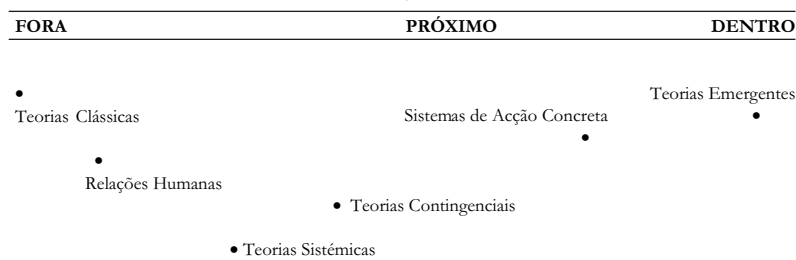 FORA PRÓXIMO DENTRO
Teorias Emergentes
• Teorias Clássicas
Sistemas de Acção Concreta •
•
• Relações Humanas
• Teorias Contingenciais
• Teorias Sistémicas